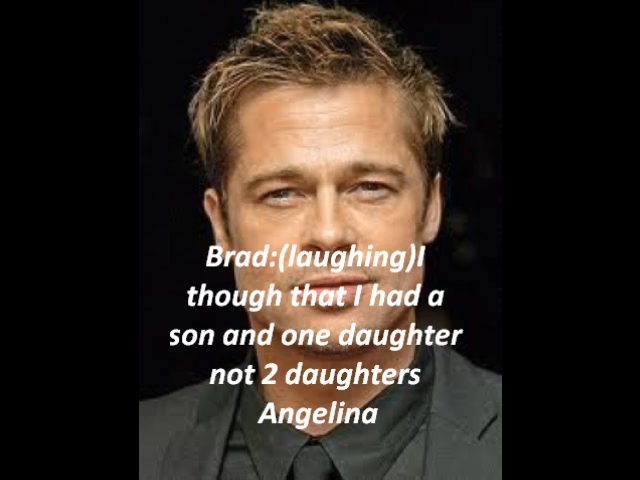 Brad:(laughing)I
though that I had a
son and one daughter
not 2 daughters
Angelina